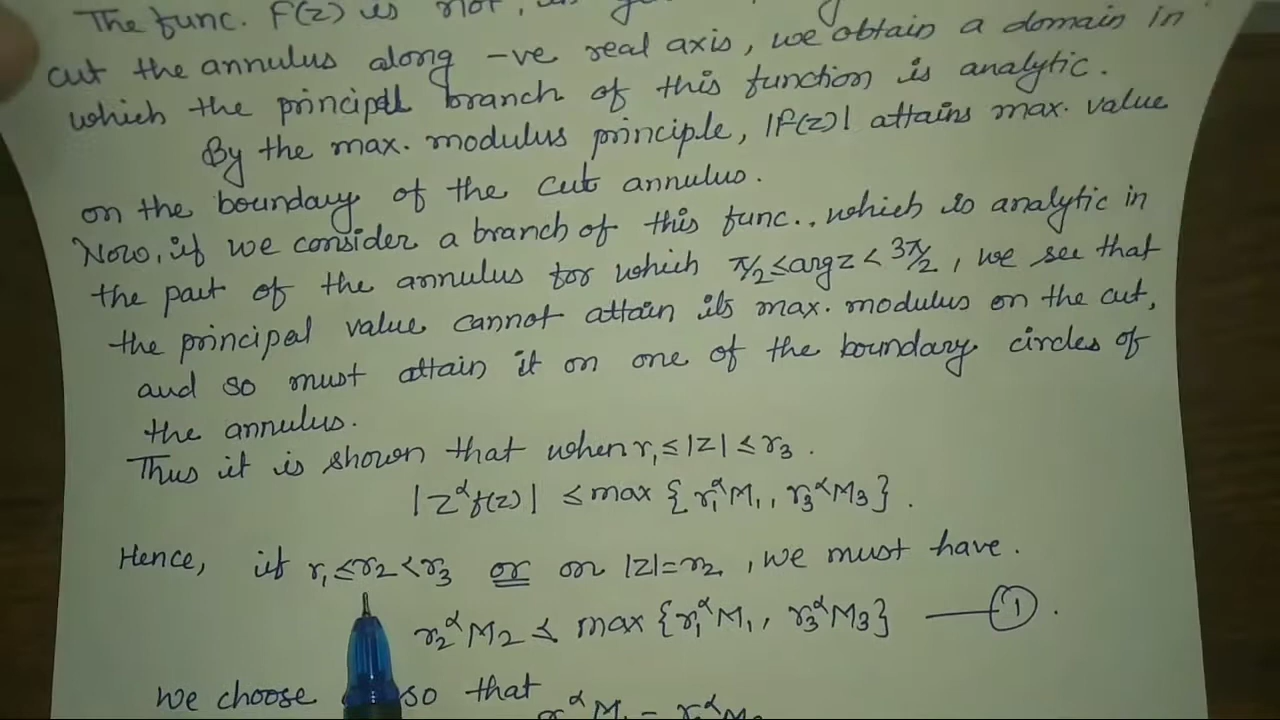 The func. F(z) is not,
cut the annulus along -ve real axis, we obtain a domain in
which the principal branch of this function is analytic.
By the max. modulus principle, |F(z)| attains max. value
on the boundary of the cut annulus.
Now, if we consider a branch of this func., which is analytic in
the part of the annulus for which π/2 ≤ arg z < 3π/2, we see that
the principal value cannot attain its max. modulus on the cut,
and so must attain it on one of the boundary circles of
the annulus.
Thus it is shown that when r₁ ≤ |z| ≤ r₃.
|z^α f(z)| ≤ max {r₁^α M₁, r₃^α M₃}.
Hence, if r₁ ≤ r₂ < r₃ or on |z| = r₂, we must have.
r₂^α M₂ ≤ max {r₁^α M₁, r₃^α M₃} — ①.
We choose so that